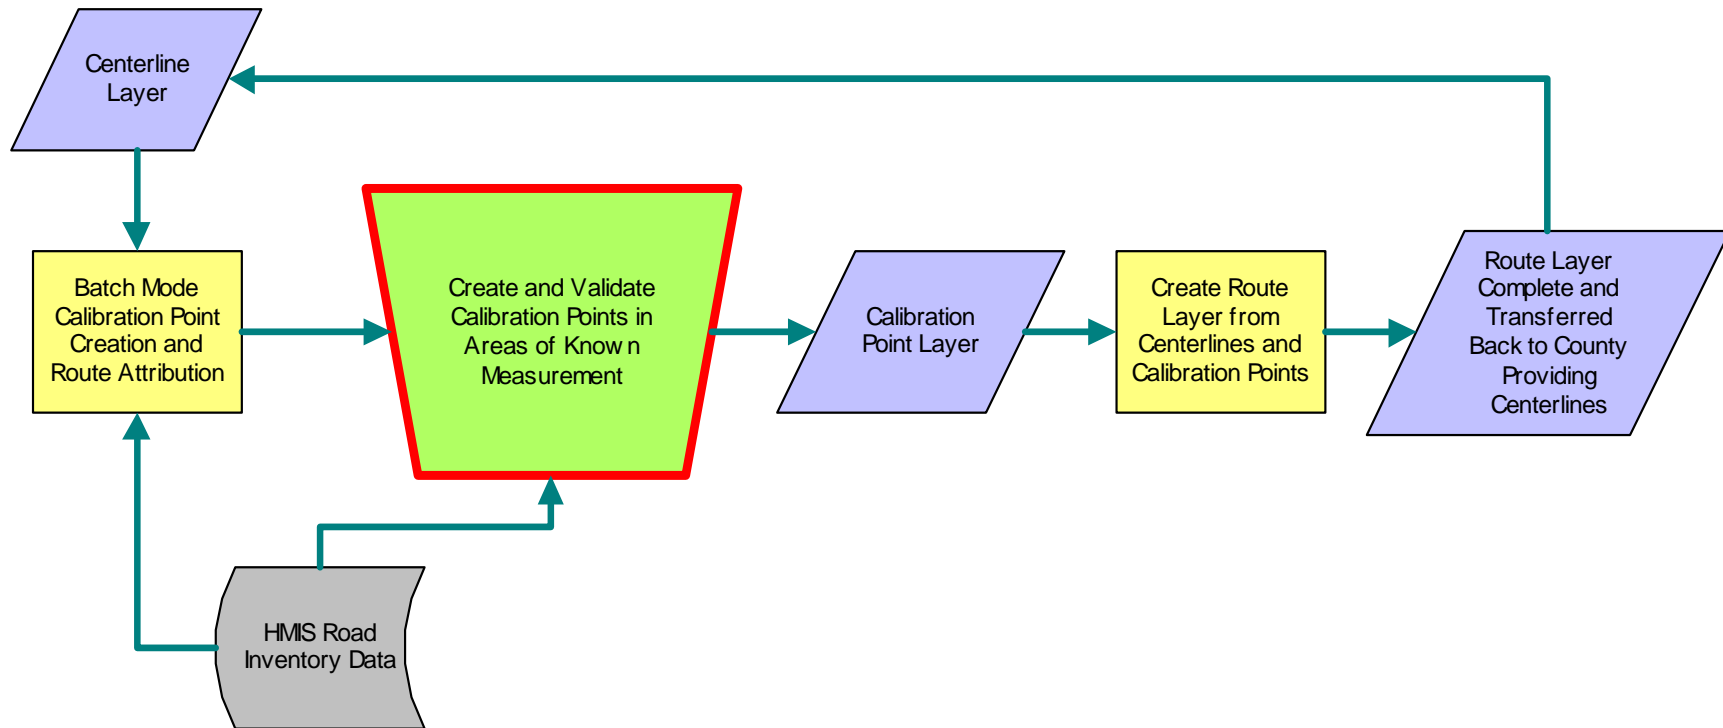 Centerline
Layer
Batch Mode
Calibration Point
Creation and
Route Attribution
Create and Validate
Calibration Points in
Areas of Known
Measurement
Calibration
Point Layer
Create Route
Layer from
Centerlines and
Calibration Points
Route Layer
Complete and
Transferred
Back to County
Providing
Centerlines
HMIS Road
Inventory Data